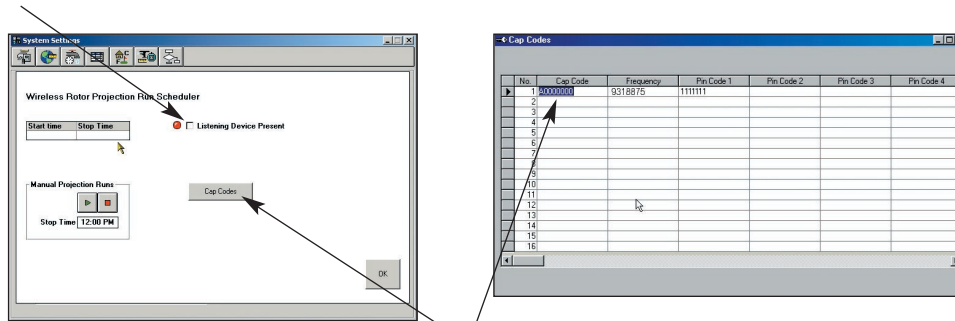 System Settings
Wireless Rotor Projection Run Scheduler
Start time Stop Time
Listening Device Present
Manual Projection Runs
Stop Time 12:00 PM
Cap Codes
OK
Cap Codes
No. Cap Code Frequency Pin Code 1 Pin Code 2 Pin Code 3 Pin Code 4
1 A0000000 9318875 1111111
2
3
4
5
6
7
8
9
10
11
12
13
14
15
16